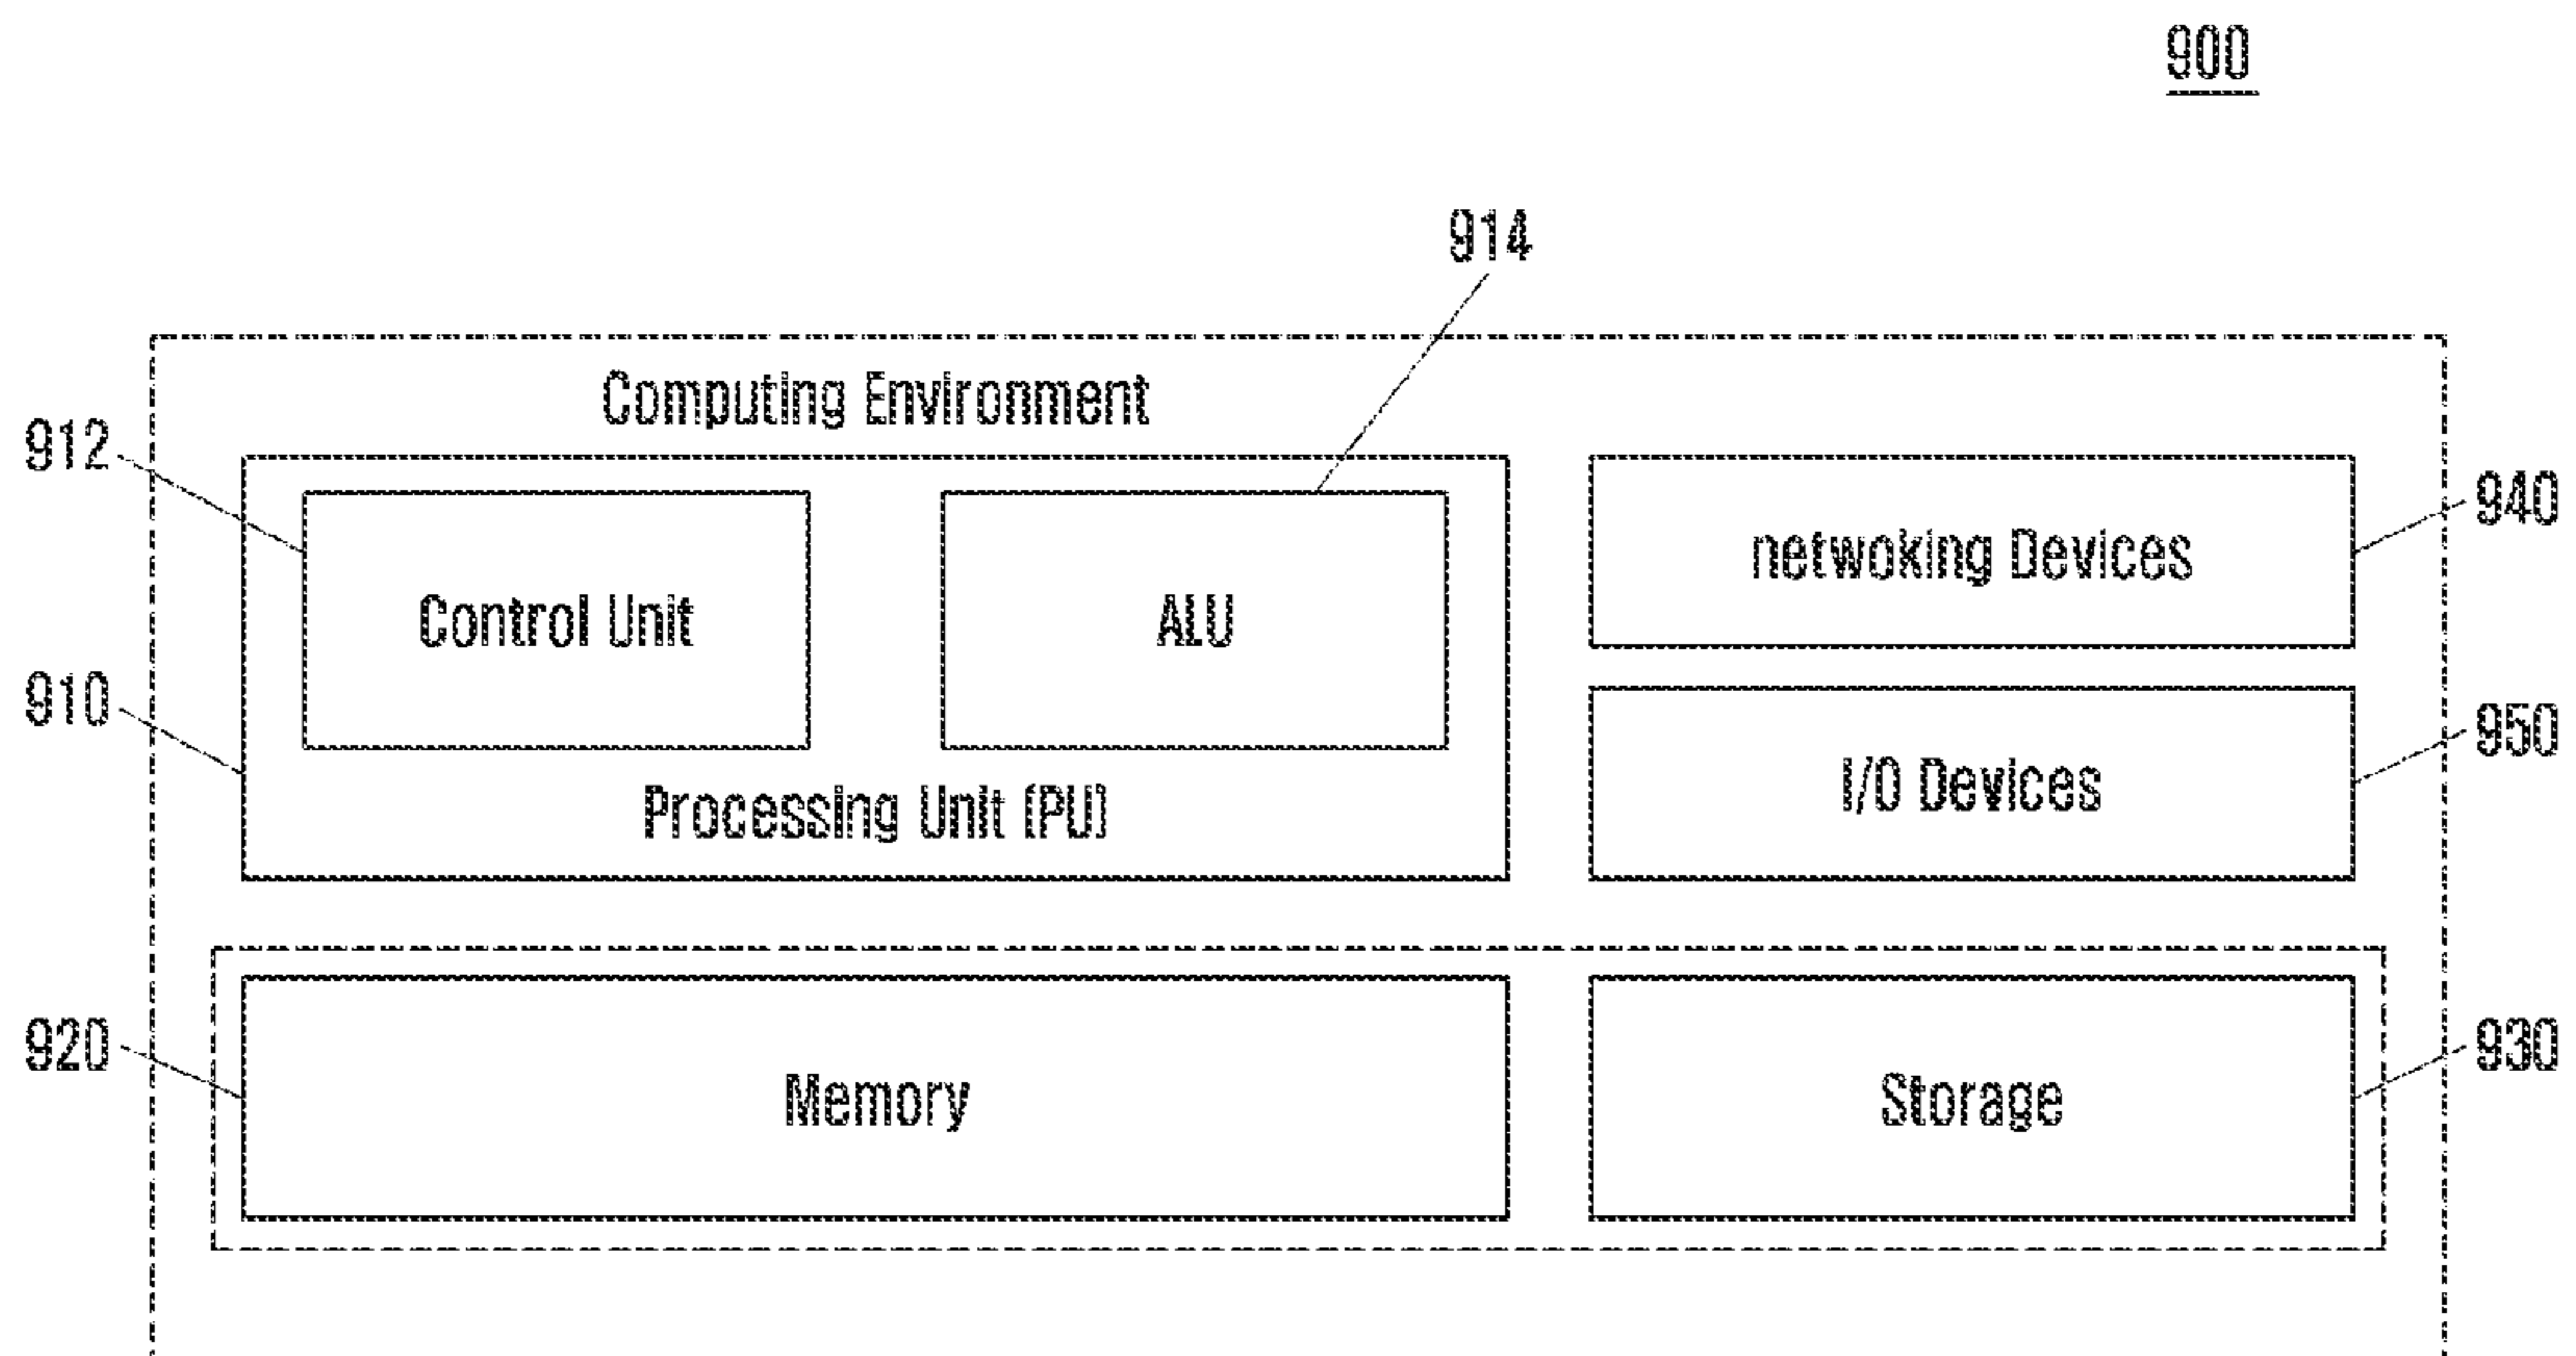 900
914
Computing Environment
912
940
netwoking Devices
Control Unit
ALU
910
950
I/O Devices
Processing Unit (PU)
920
930
Memory
Storage